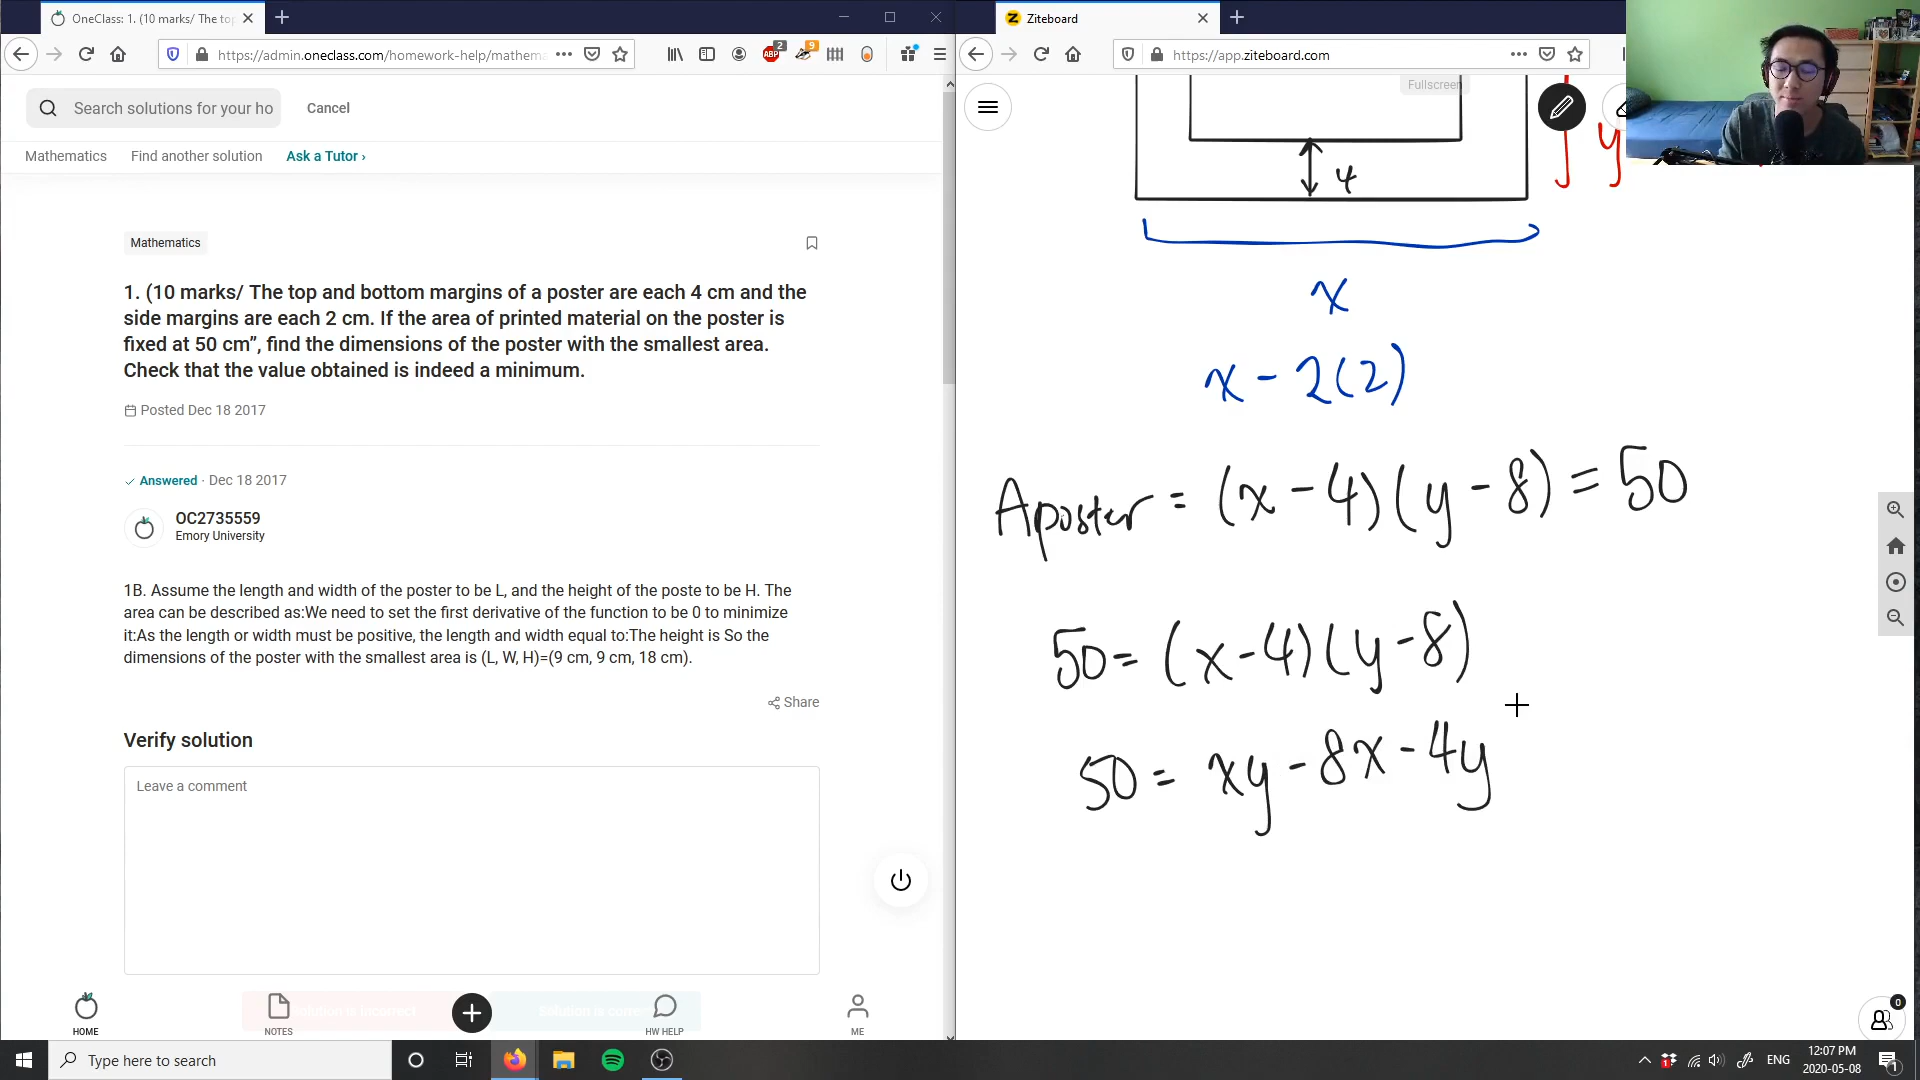 OneClass: 1. (10 marks/ The top
https://admin.oneclass.com/homework-help/mathema
2
9
Search solutions for your ho
Cancel
Mathematics
Find another solution
Ask a Tutor ›
Mathematics
1. (10 marks/ The top and bottom margins of a poster are each 4 cm and the
side margins are each 2 cm. If the area of printed material on the poster is
fixed at 50 cm”, find the dimensions of the poster with the smallest area.
Check that the value obtained is indeed a minimum.
Posted Dec 18 2017
Answered · Dec 18 2017
OC2735559
Emory University
1B. Assume the length and width of the poster to be L, and the height of the poste to be H. The
area can be described as:We need to set the first derivative of the function to be 0 to minimize
it:As the length or width must be positive, the length and width equal to:The height is So the
dimensions of the poster with the smallest area is (L, W, H)=(9 cm, 9 cm, 18 cm).
Share
Verify solution
Leave a comment
HOME
NOTES
HW HELP
ME
Ziteboard
https://app.ziteboard.com
Fullscreen
y
4
x
x - 2(2)
Aposter = (x - 4)(y - 8) = 50
50 = (x - 4)(y - 8)
50 = xy - 8x - 4y
0
Type here to search
ENG
12:07 PM
2020-05-08
1